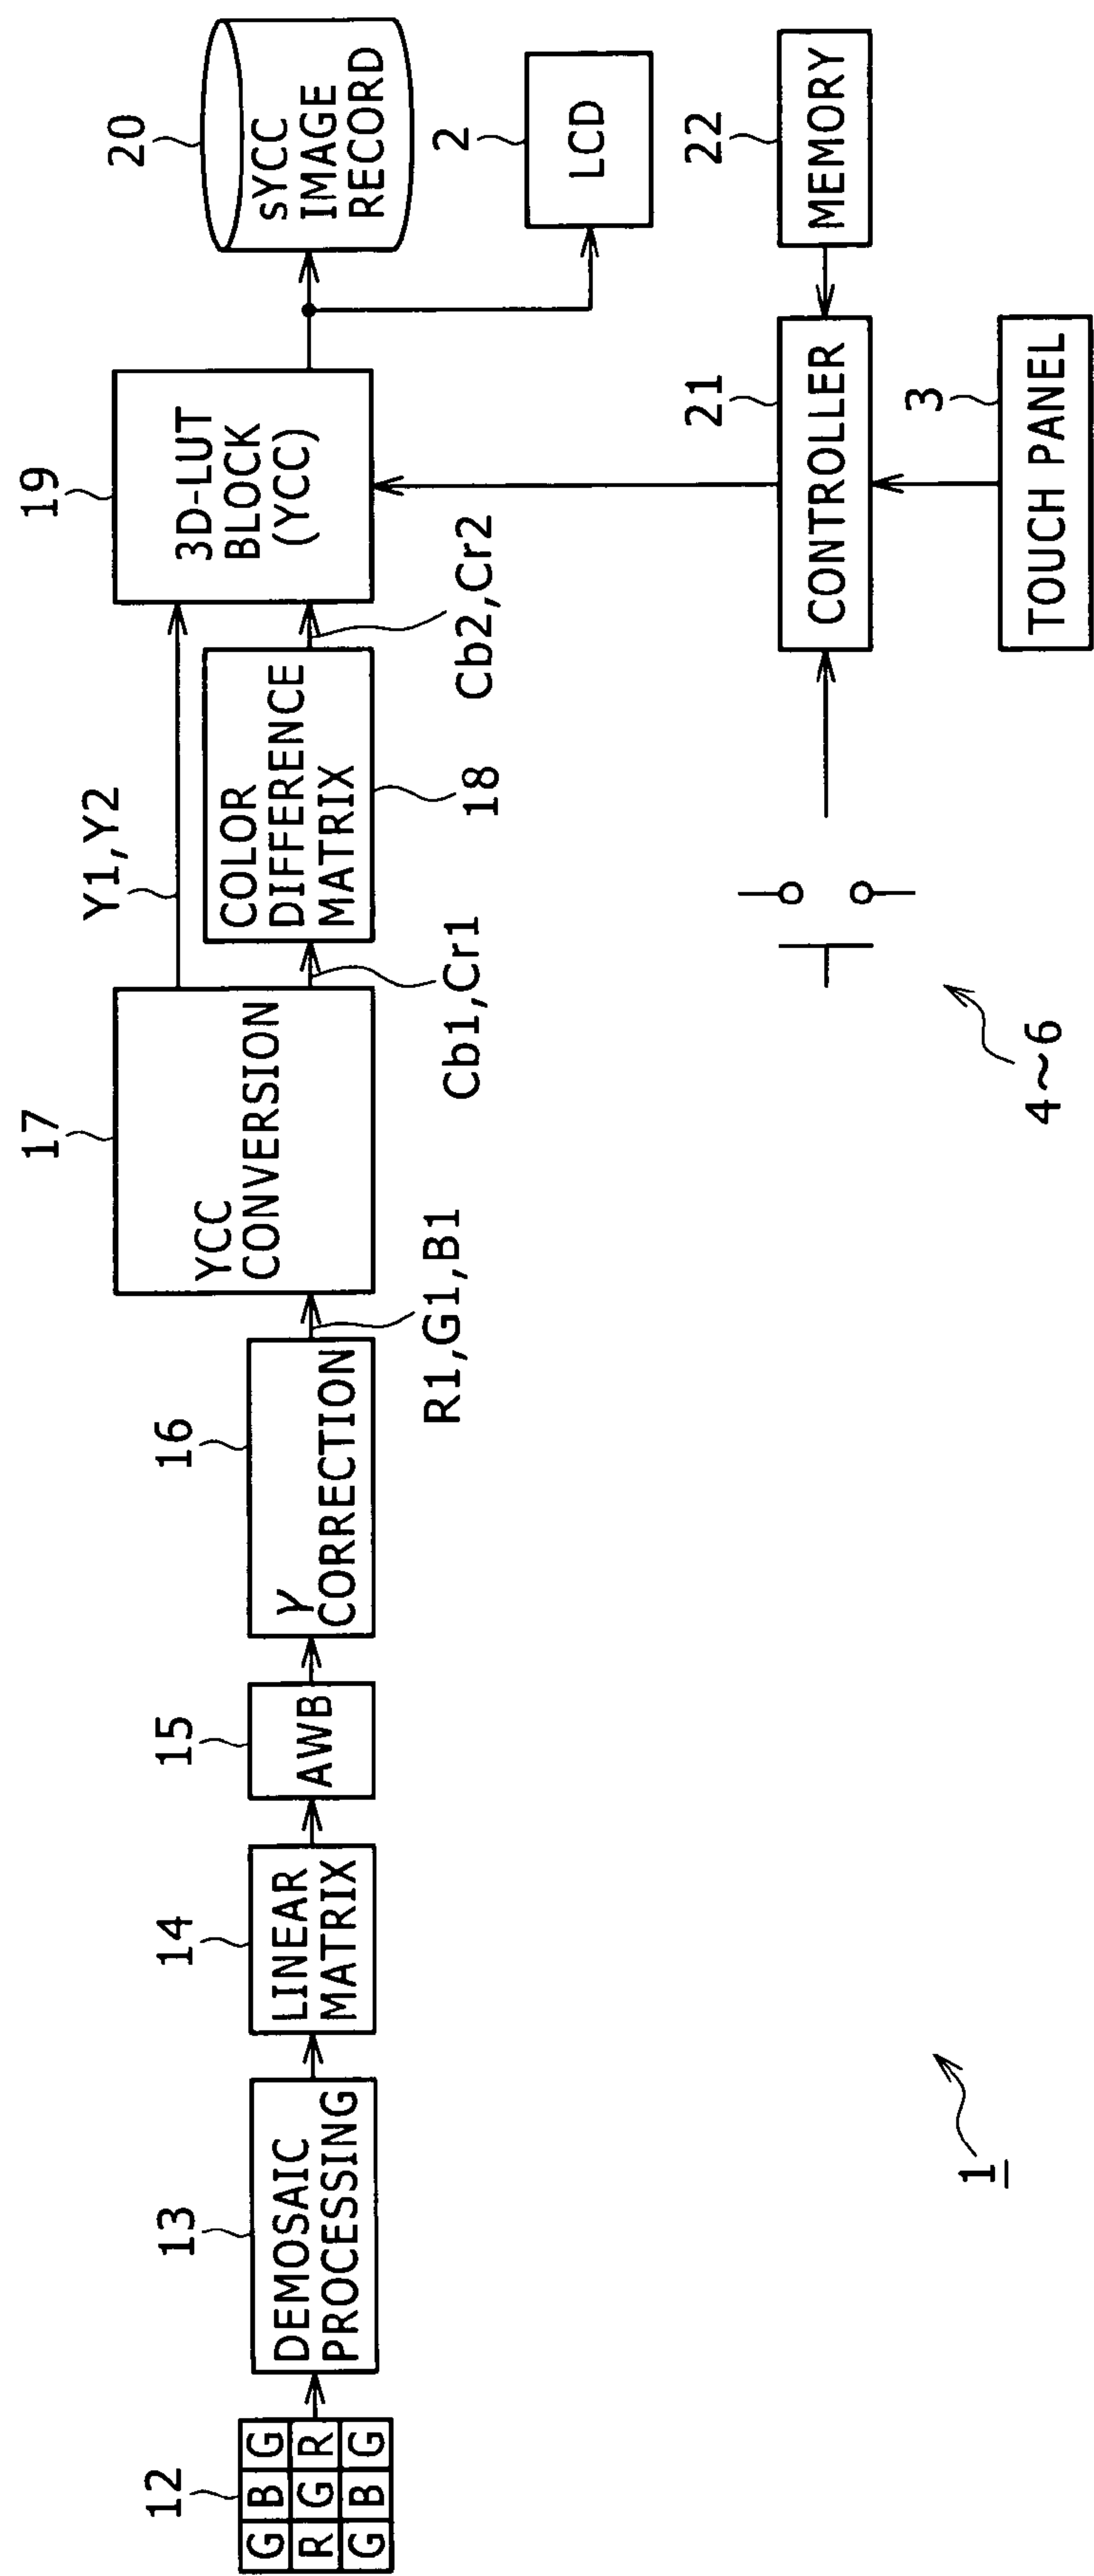 12
G B G
R G R
G B G
13
DEMOSAIC
PROCESSING
14
LINEAR
MATRIX
15
AWB
16
γ
CORRECTION
R1,G1,B1
17
YCC
CONVERSION
Y1,Y2
Cb1,Cr1
COLOR
DIFFERENCE
MATRIX
18
Cb2,Cr2
19
3D-LUT
BLOCK
(YCC)
20
sYCC
IMAGE
RECORD
2
LCD
22
MEMORY
21
CONTROLLER
3
TOUCH PANEL
4~6
1